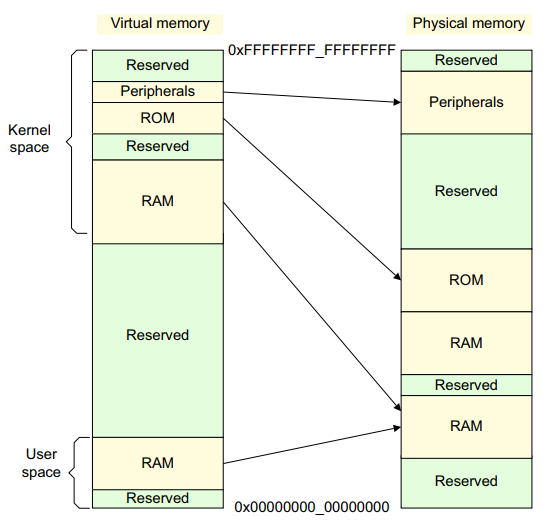 Virtual memory
Physical memory
0xFFFFFFFF_FFFFFFFF
Reserved
Peripherals
ROM
Reserved
RAM
Reserved
RAM
Reserved
Kernel
space
User
space
Reserved
Peripherals
Reserved
ROM
RAM
Reserved
RAM
Reserved
0x00000000_00000000